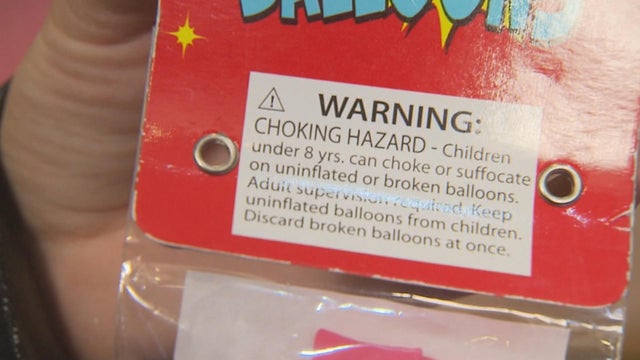 BALLOONS
WARNING:
CHOKING HAZARD - Children
under 8 yrs. can choke or suffocate
on uninflated or broken balloons.
Adult supervision required. Keep
uninflated balloons from children.
Discard broken balloons at once.